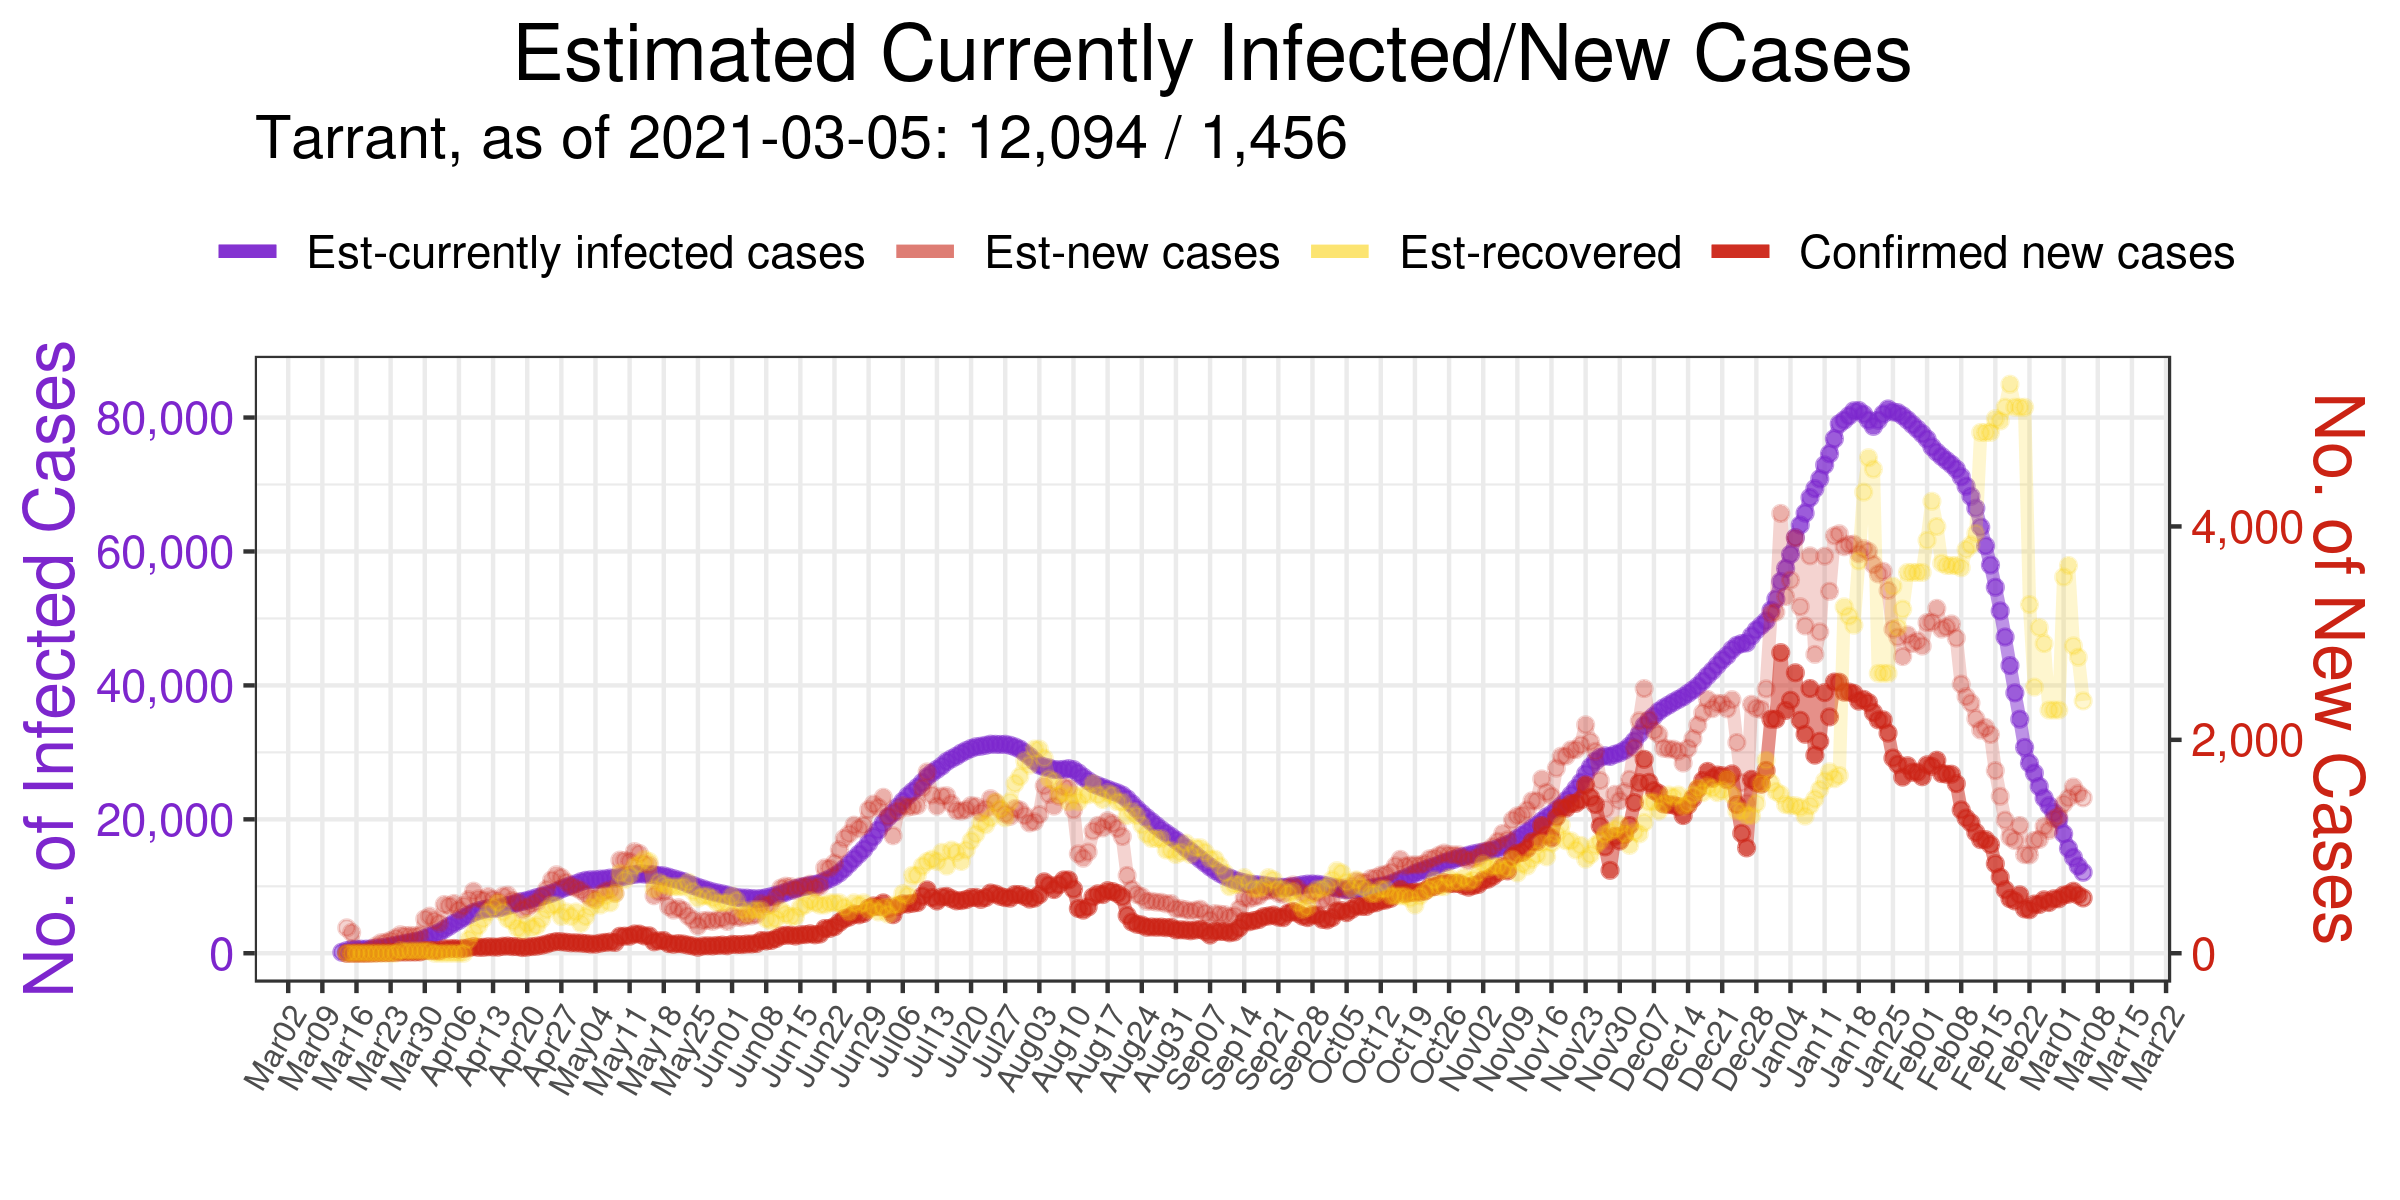 Estimated Currently Infected/New Cases
Tarrant, as of 2021-03-05: 12,094 / 1,456
Est-currently infected cases Est-new cases Est-recovered Confirmed new cases
No. of Infected Cases
80,000
60,000
40,000
20,000
0
4,000
2,000
0
No. of New Cases
Mar02 Mar09 Mar16 Mar23 Mar30 Apr06 Apr13 Apr20 Apr27 May04 May11 May18 May25 Jun01 Jun08 Jun15 Jun22 Jun29 Jul06 Jul13 Jul20 Jul27 Aug03 Aug10 Aug17 Aug24 Aug31 Sep07 Sep14 Sep21 Sep28 Oct05 Oct12 Oct19 Oct26 Nov02 Nov09 Nov16 Nov23 Nov30 Dec07 Dec14 Dec21 Dec28 Jan04 Jan11 Jan18 Jan25 Feb01 Feb08 Feb15 Feb22 Mar01 Mar08 Mar15 Mar22